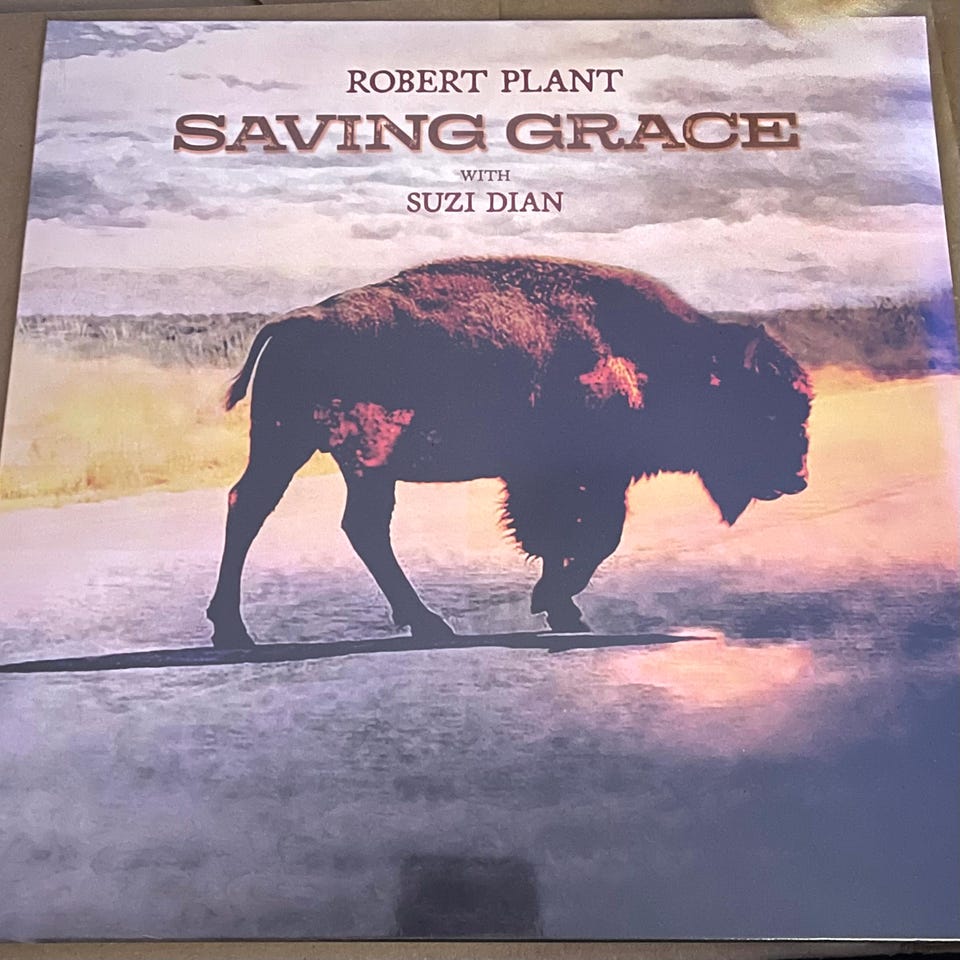 ROBERT PLANT
SAVING GRACE
WITH
SUZI DIAN